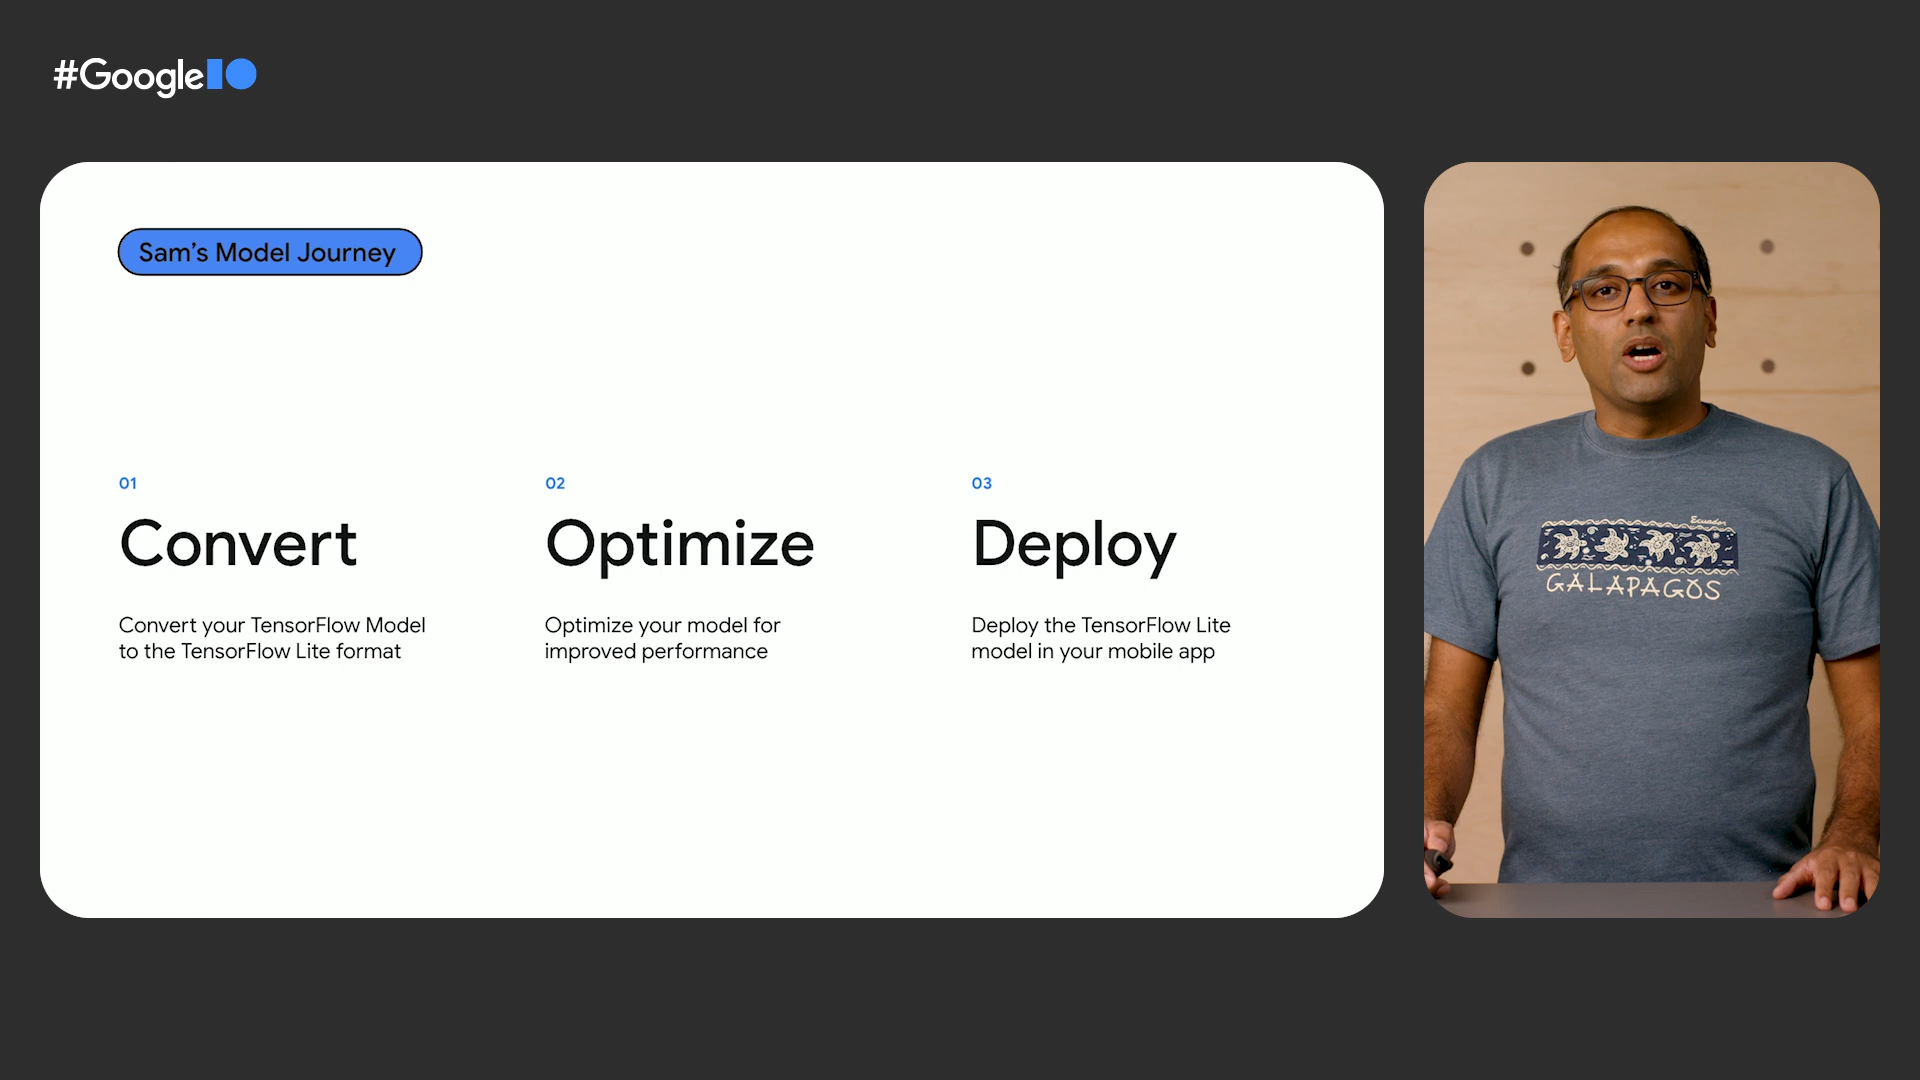 #GoogleIO
Sam’s Model Journey
01
Convert
Convert your TensorFlow Model
to the TensorFlow Lite format
02
Optimize
Optimize your model for
improved performance
03
Deploy
Deploy the TensorFlow Lite
model in your mobile app
Ecuador
GALAPAGOS